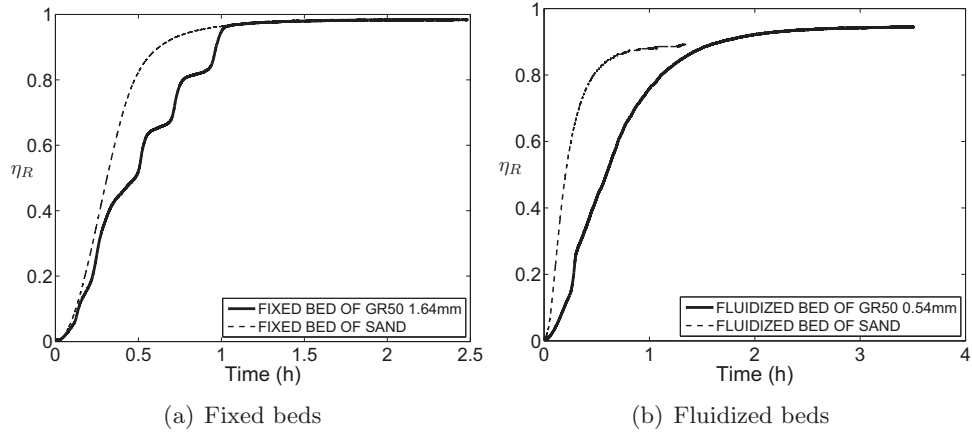 1
0.8
0.6
η_R
0.4
0.2
0
0 0.5 1 1.5 2 2.5
Time (h)
FIXED BED OF GR50 1.64mm
FIXED BED OF SAND
(a) Fixed beds
1
0.8
0.6
η_R
0.4
0.2
0
0 1 2 3 4
Time (h)
FLUIDIZED BED OF GR50 0.54mm
FLUIDIZED BED OF SAND
(b) Fluidized beds